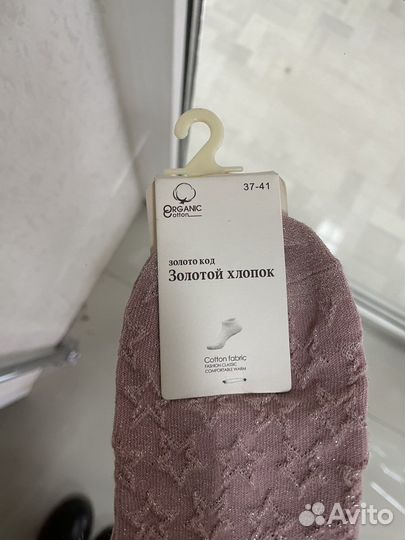 37-41
ORGANIC
Cotton
золото код
Золотой хлопок
Cotton fabric
FASHION CLASSIC
COMFORTABLE WARM
Avito